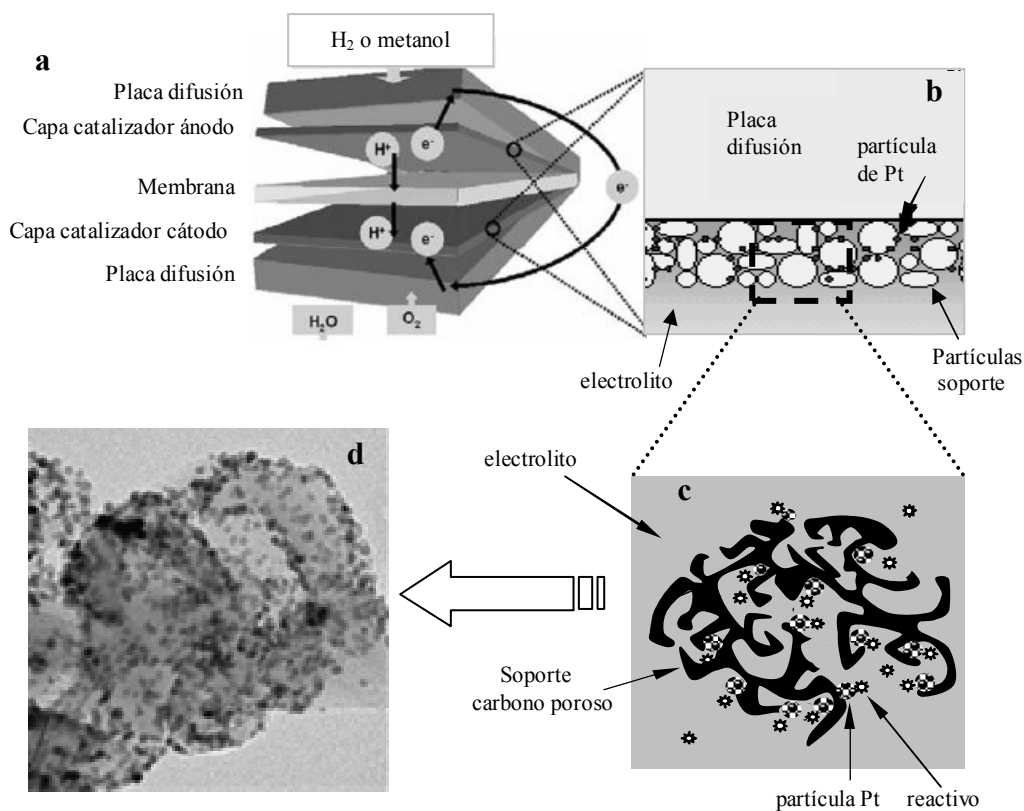 H₂ o metanol
a
Placa difusión
Capa catalizador ánodo
Membrana
Capa catalizador cátodo
Placa difusión
H⁺
e⁻
H⁺
e⁻
e⁻
H₂O
O₂
b
Placa
difusión
partícula
de Pt
electrolito
Partículas
soporte
d
electrolito
c
Soporte
carbono poroso
partícula Pt
reactivo